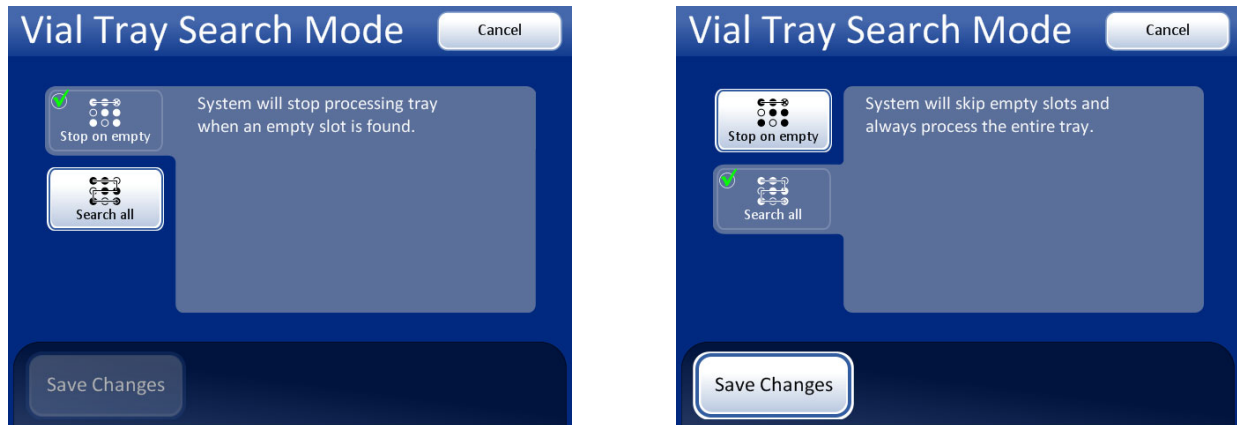 Vial Tray Search Mode
Cancel
Stop on empty
System will stop processing tray
when an empty slot is found.
Search all
Save Changes
Vial Tray Search Mode
Cancel
Stop on empty
System will skip empty slots and
always process the entire tray.
Search all
Save Changes